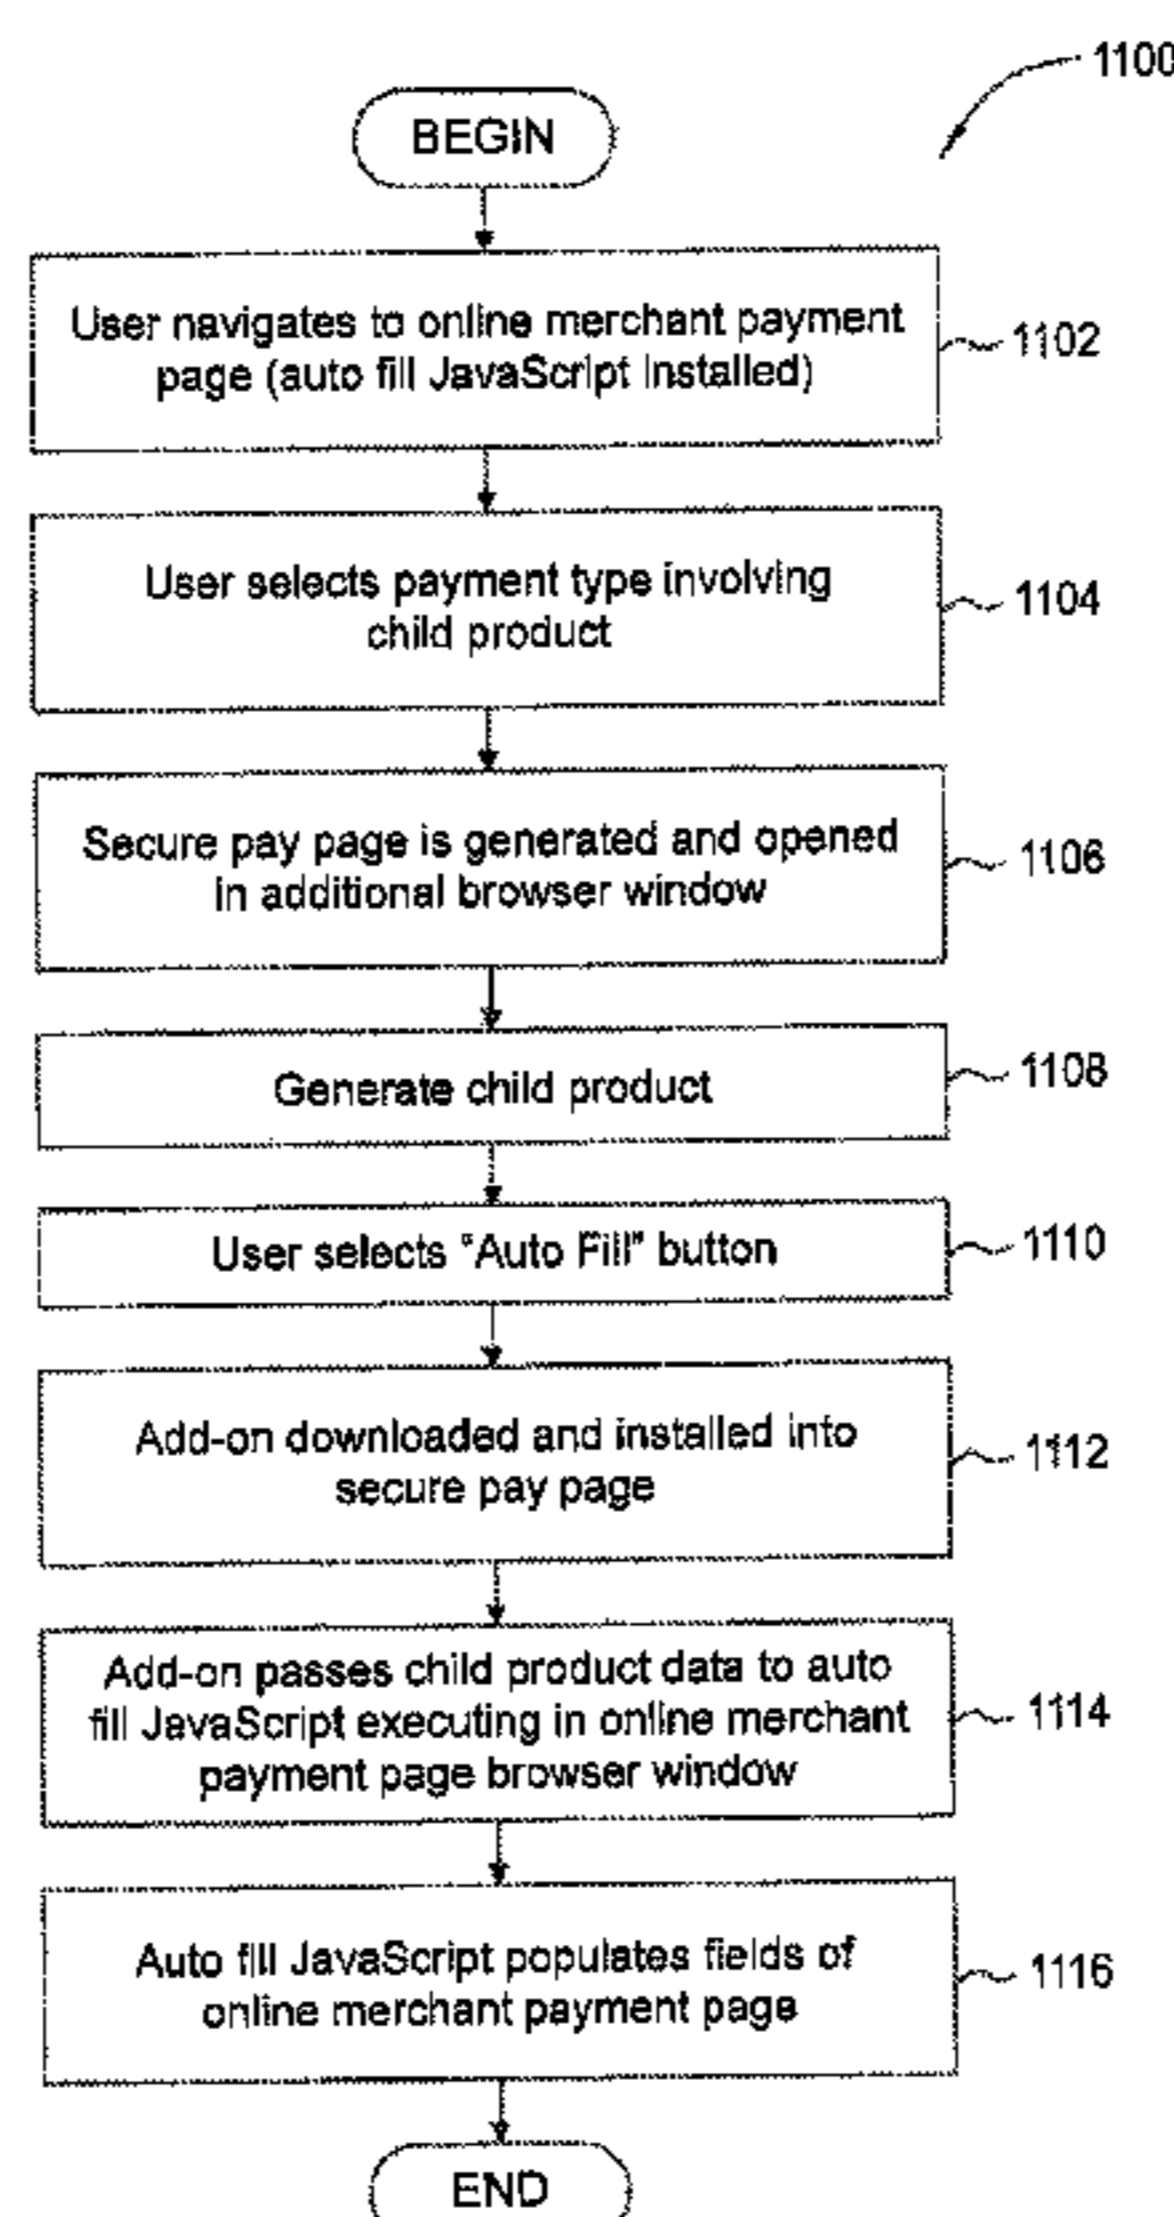 1100
BEGIN
User navigates to online merchant payment
page (auto fill JavaScript installed)
1102
User selects payment type involving
child product
1104
Secure pay page is generated and opened
in additional browser window
1106
Generate child product
1108
User selects "Auto Fill" button
1110
Add-on downloaded and installed into
secure pay page
1112
Add-on passes child product data to auto
fill JavaScript executing in online merchant
payment page browser window
1114
Auto fill JavaScript populates fields of
online merchant payment page
1116
END